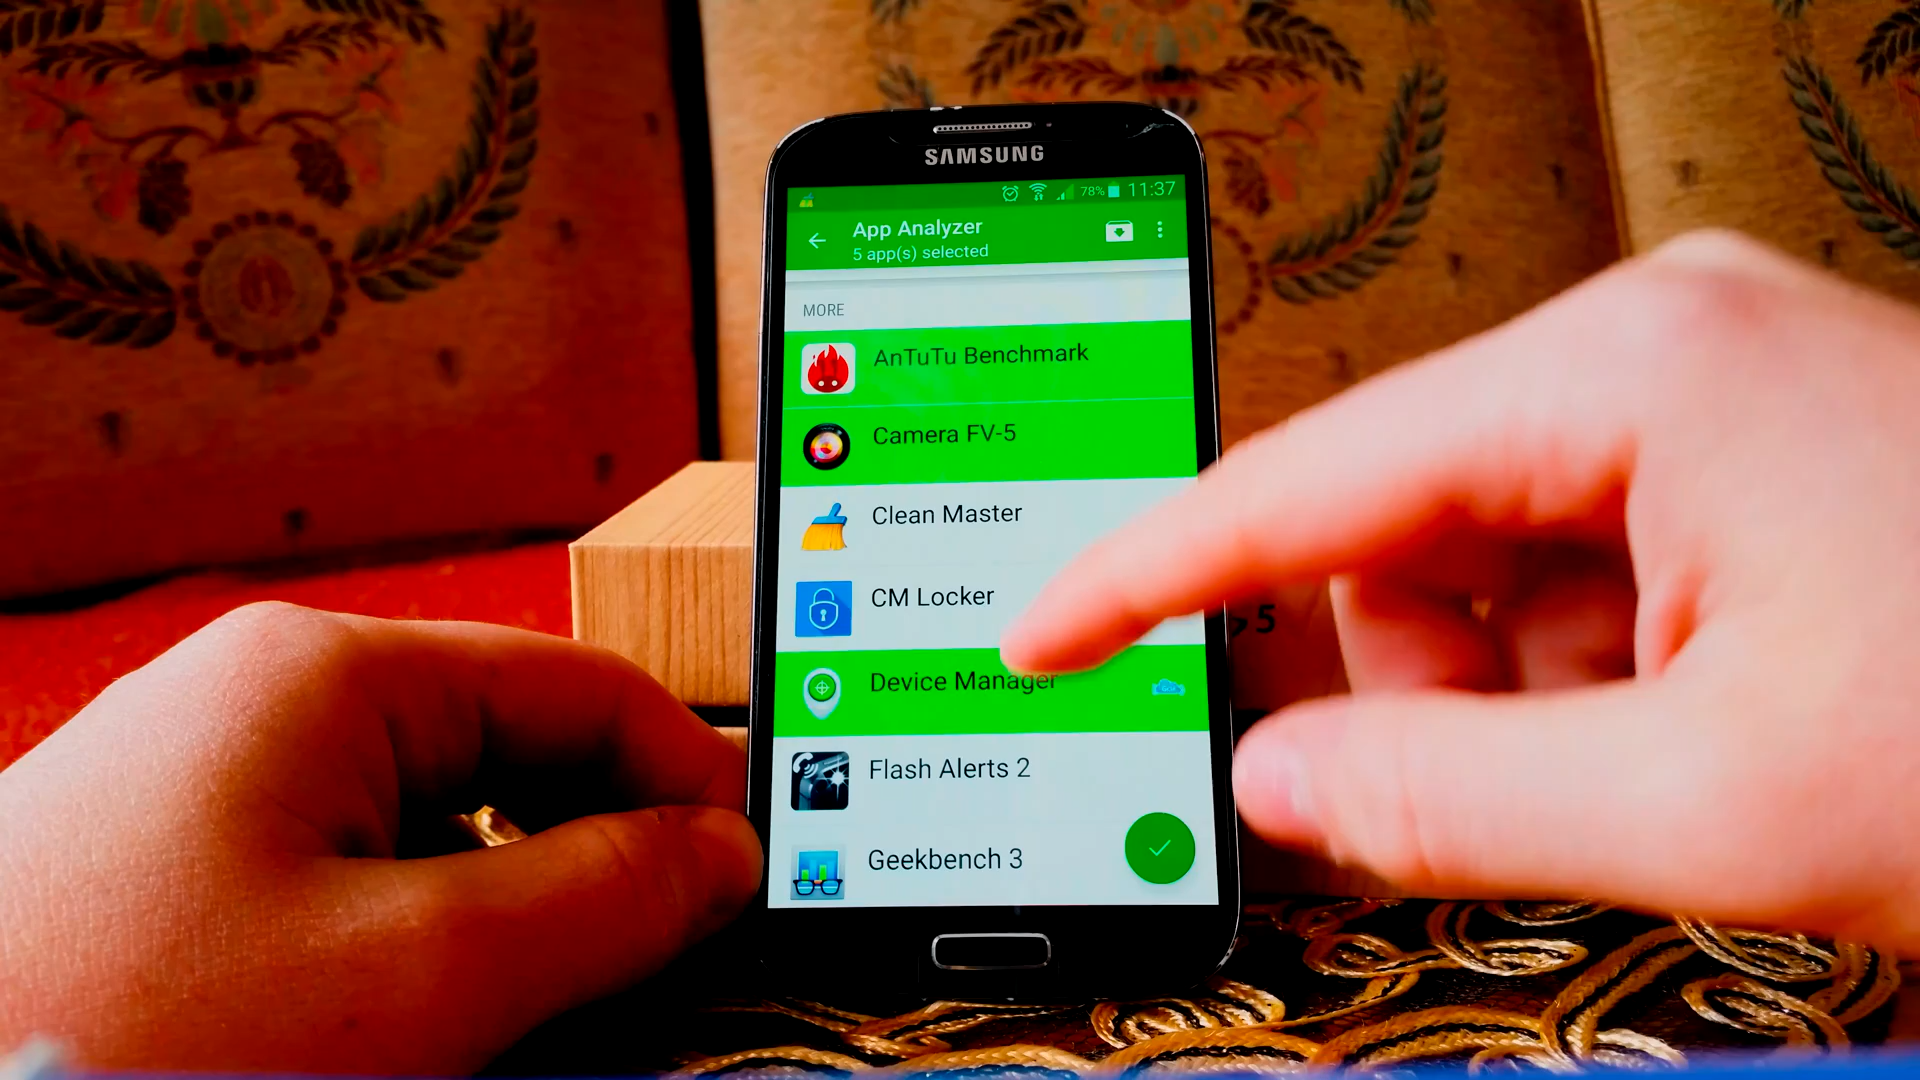 SAMSUNG
78% 11:37
App Analyzer
5 app(s) selected
MORE
AnTuTu Benchmark
Camera FV-5
Clean Master
CM Locker
Device Manager
Flash Alerts 2
Geekbench 3
5